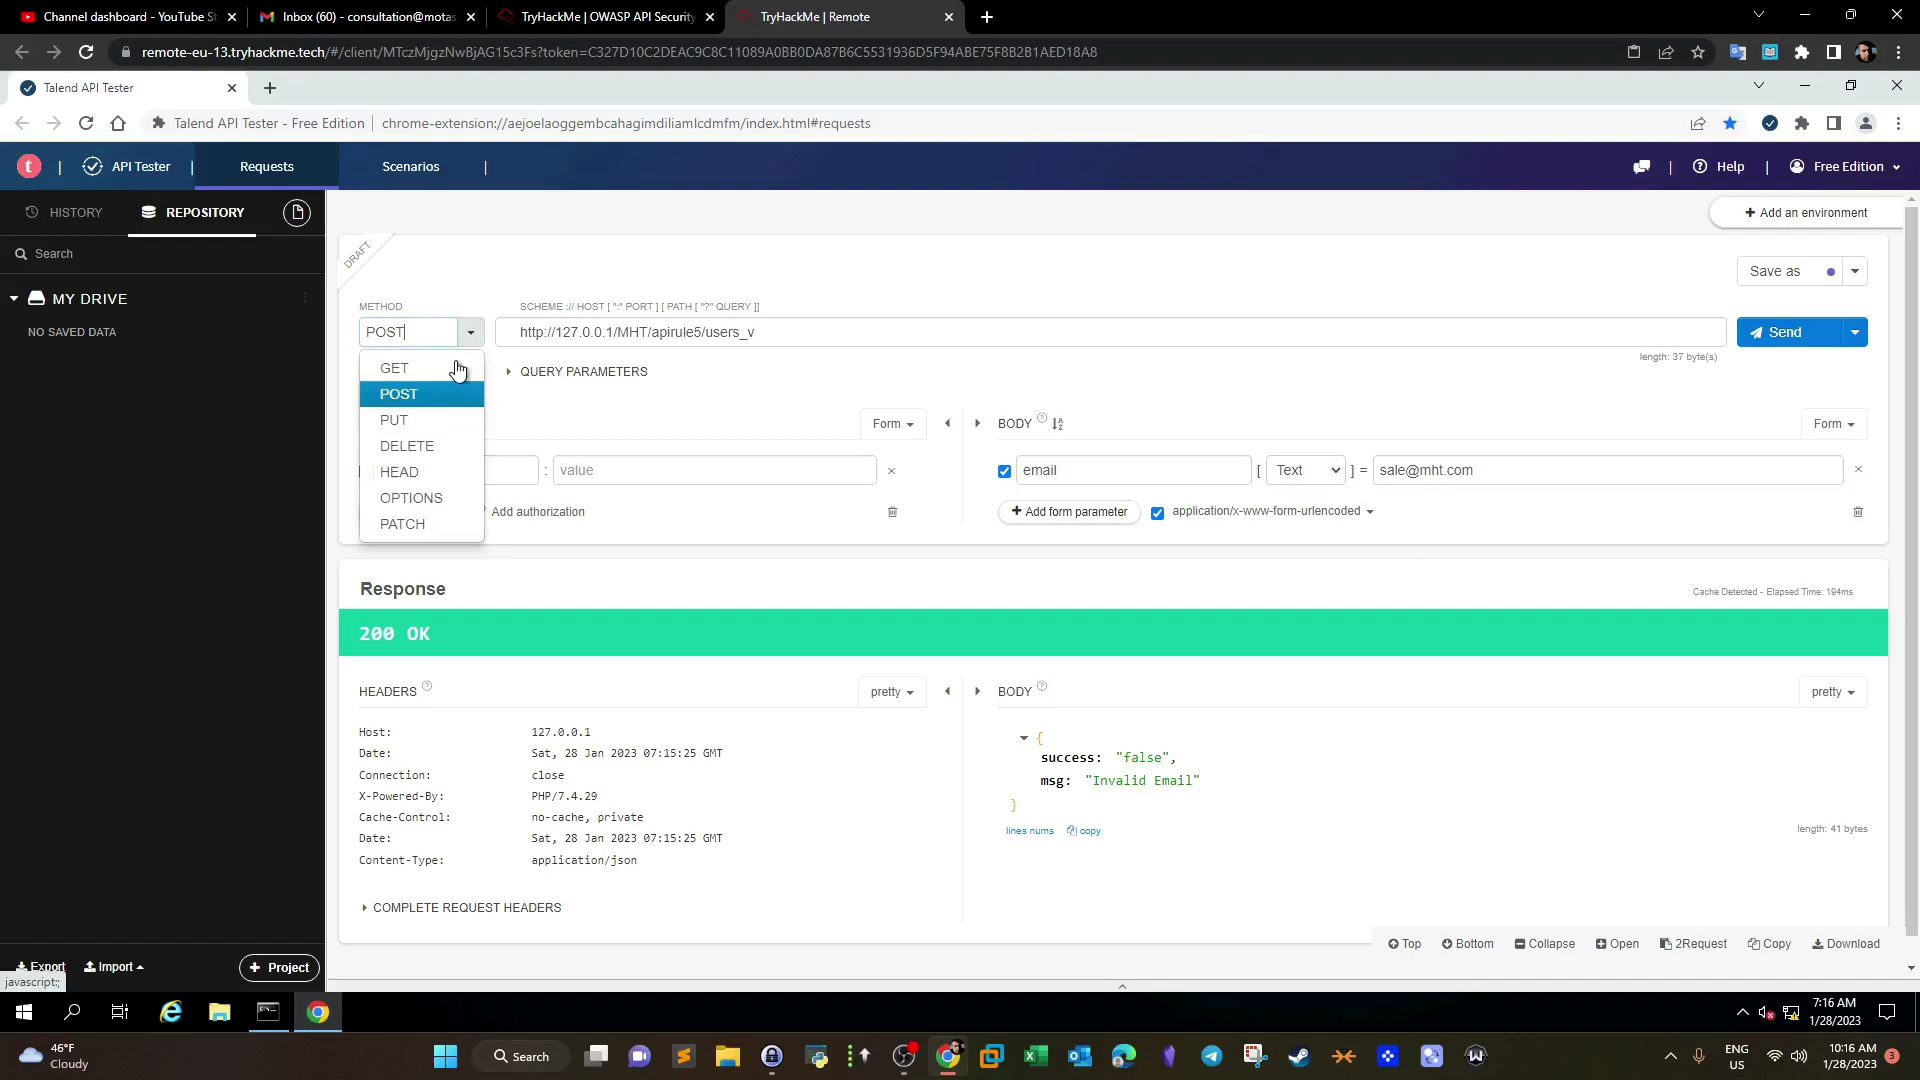 Channel dashboard - YouTube St
Inbox (60) - consultation@motas
TryHackMe | OWASP API Security
TryHackMe | Remote
remote-eu-13.tryhackme.tech/#/client/MTczMjgzNwBjAG15c3Fs?token=C327D10C2DEAC9C8C11089A0BB0DA87B6C5531936D5F94ABE75F8B2B1AED18A8
Talend API Tester
Talend API Tester - Free Edition
chrome-extension://aejoelaoggembcahagimdiliamlcdmfm/index.html#requests
t | API Tester | Requests Scenarios |
| Help | Free Edition
HISTORY REPOSITORY
Add an environment
Search
DRAFT
Save as
MY DRIVE
METHOD
SCHEME :// HOST [ ":" PORT ] [ PATH [ "?" QUERY ]]
NO SAVED DATA
POST
http://127.0.0.1/MHT/apirule5/users_v
Send
length: 37 byte(s)
GET
QUERY PARAMETERS
POST
PUT
Form
BODY
Form
DELETE
HEAD
: value
email [ Text ] = sale@mht.com
OPTIONS
Add authorization
Add form parameter
application/x-www-form-urlencoded
PATCH
Response
Cache Detected - Elapsed Time: 194ms
200 OK
HEADERS pretty
BODY pretty
Host: 127.0.0.1
Date: Sat, 28 Jan 2023 07:15:25 GMT
Connection: close
X-Powered-By: PHP/7.4.29
Cache-Control: no-cache, private
Date: Sat, 28 Jan 2023 07:15:25 GMT
Content-Type: application/json
{
success: "false",
msg: "Invalid Email"
}
lines nums copy
length: 41 bytes
COMPLETE REQUEST HEADERS
Top Bottom Collapse Open 2Request Copy Download
Export Import Project
javascript:;
7:16 AM
1/28/2023
46°F
Cloudy
Search
ENG
US
10:16 AM
1/28/2023
3